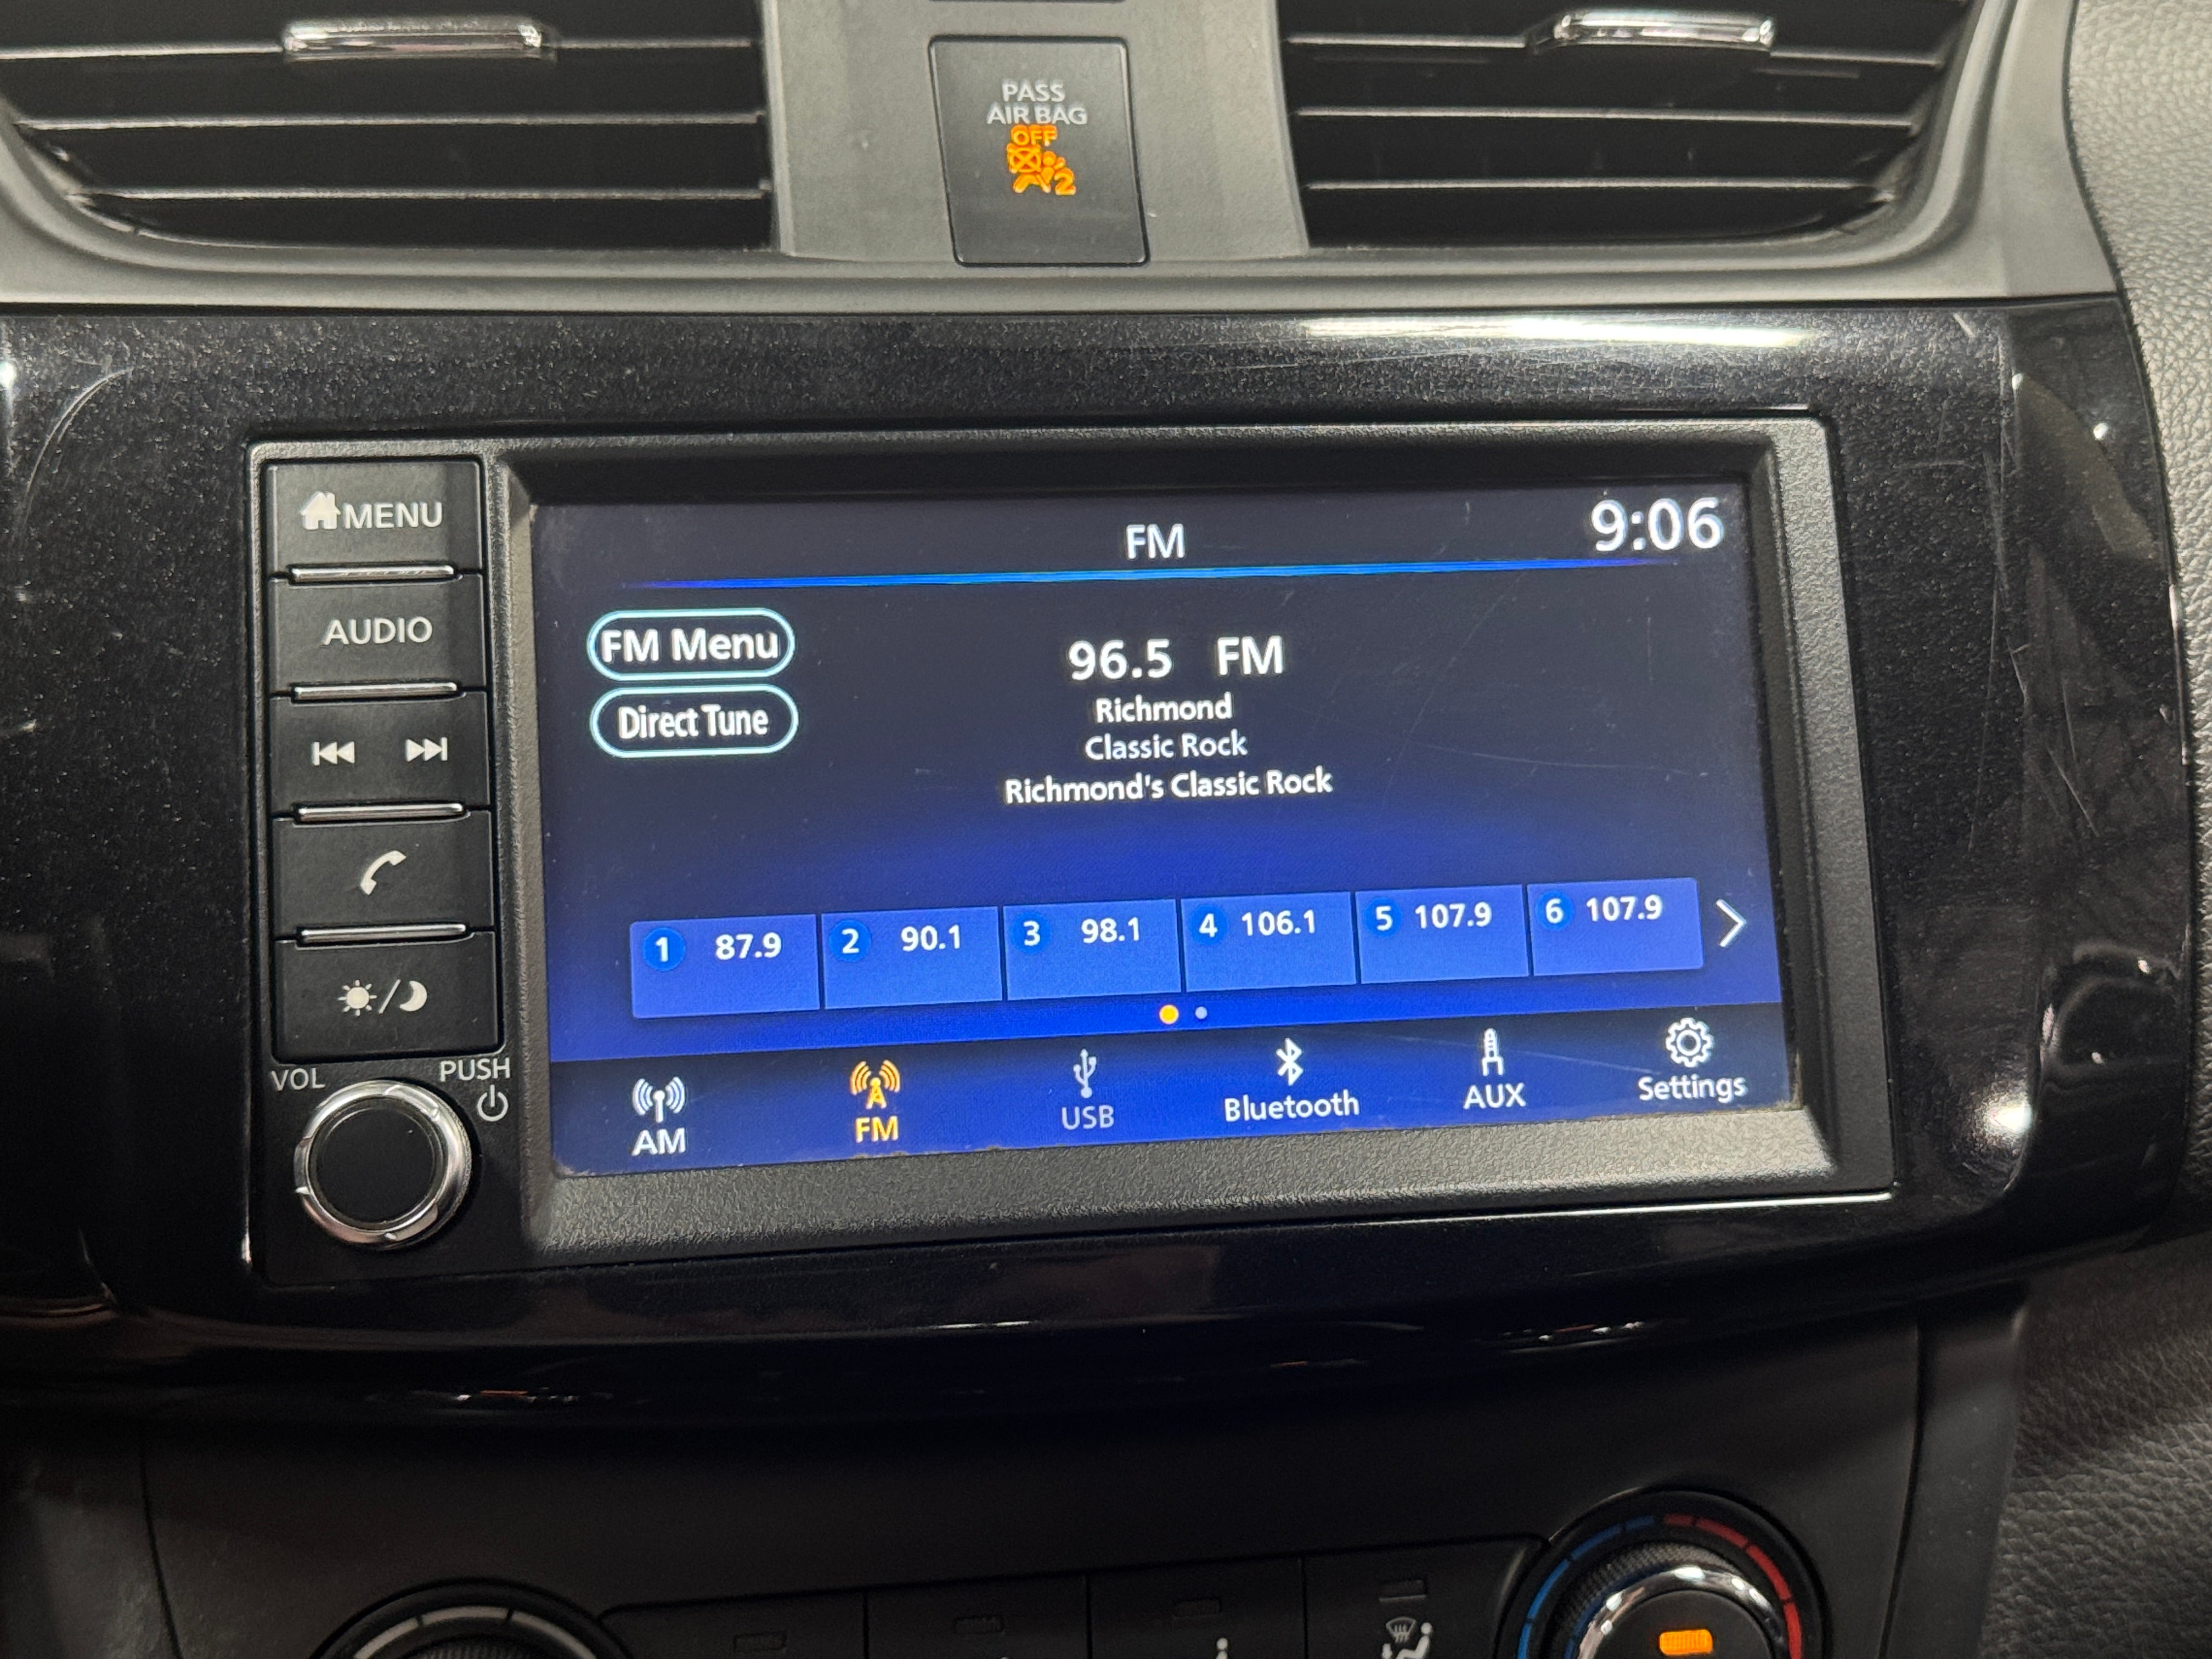 PASS
AIR BAG
OFF
2
MENU
AUDIO
VOL
PUSH
FM
9:06
FM Menu
Direct Tune
96.5 FM
Richmond
Classic Rock
Richmond's Classic Rock
1 87.9
2 90.1
3 98.1
4 106.1
5 107.9
6 107.9
AM
FM
USB
Bluetooth
AUX
Settings